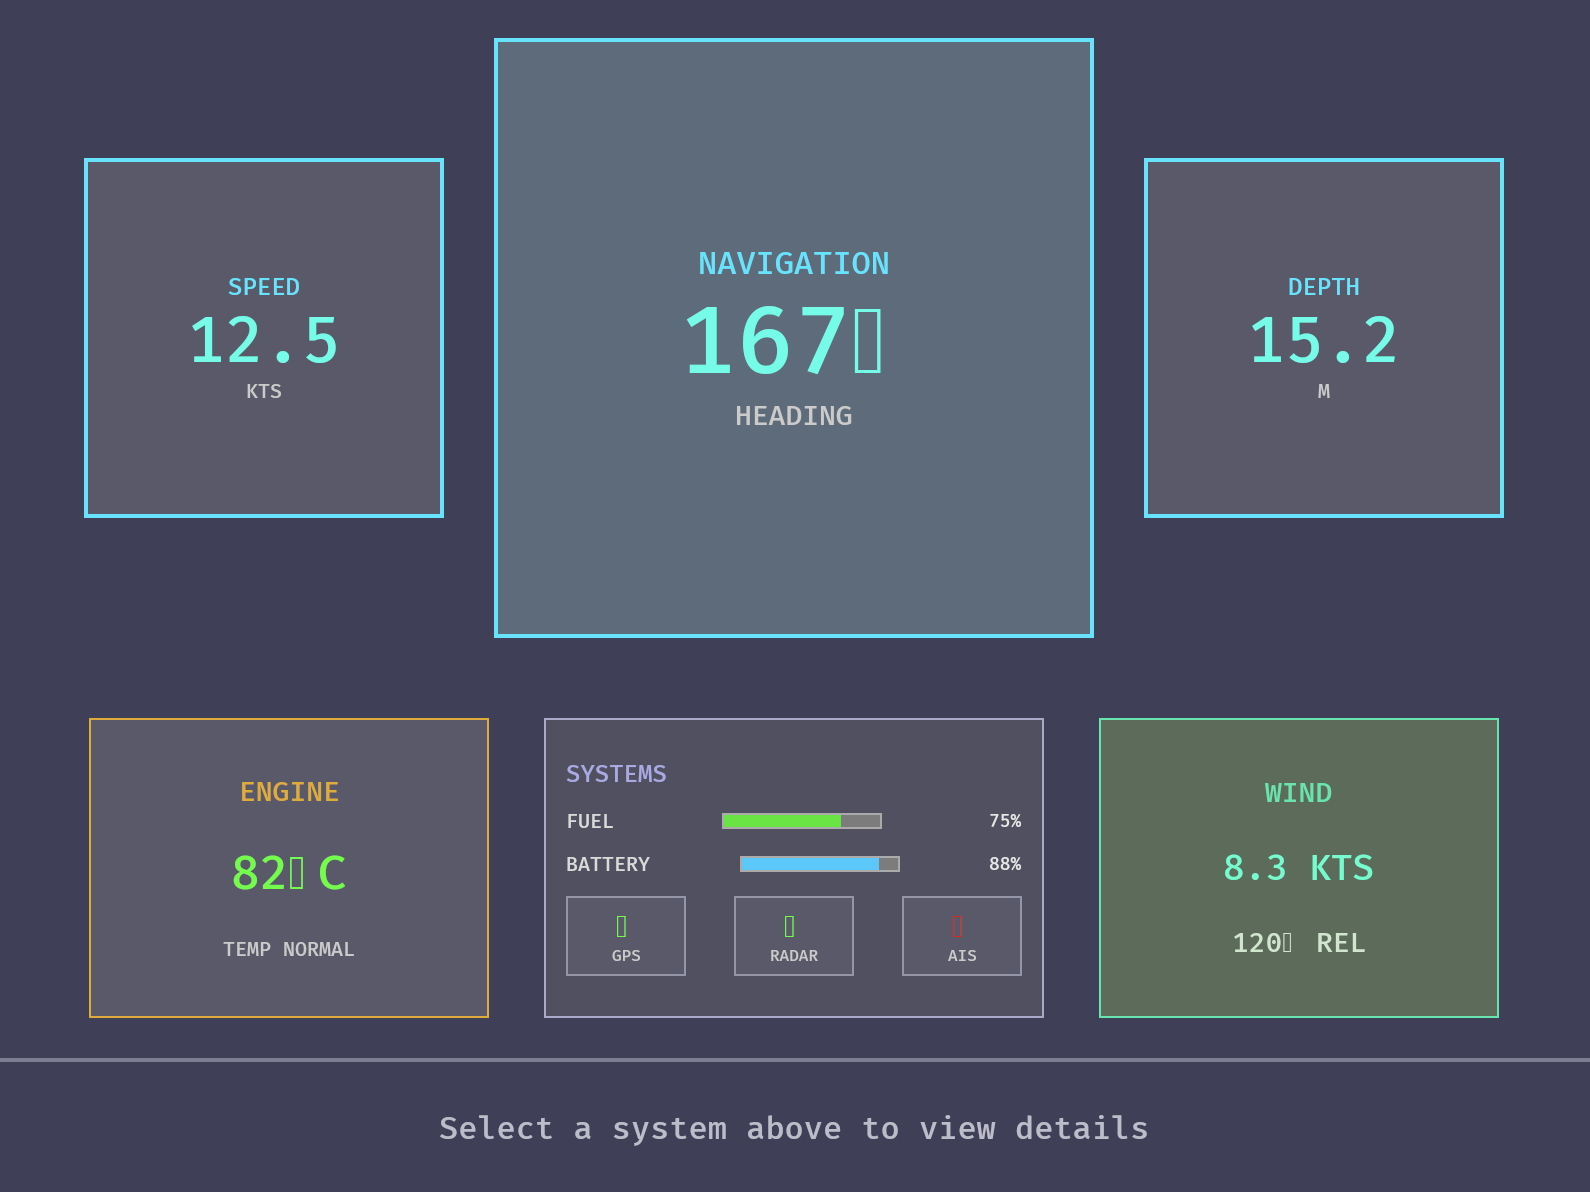 NAVIGATION
167▯
HEADING
SPEED
12.5
KTS
DEPTH
15.2
M
ENGINE
82▯C
TEMP NORMAL
SYSTEMS
FUEL 75%
BATTERY 88%
▯ ▯ ▯
GPS RADAR AIS
WIND
8.3 KTS
120▯ REL
Select a system above to view details